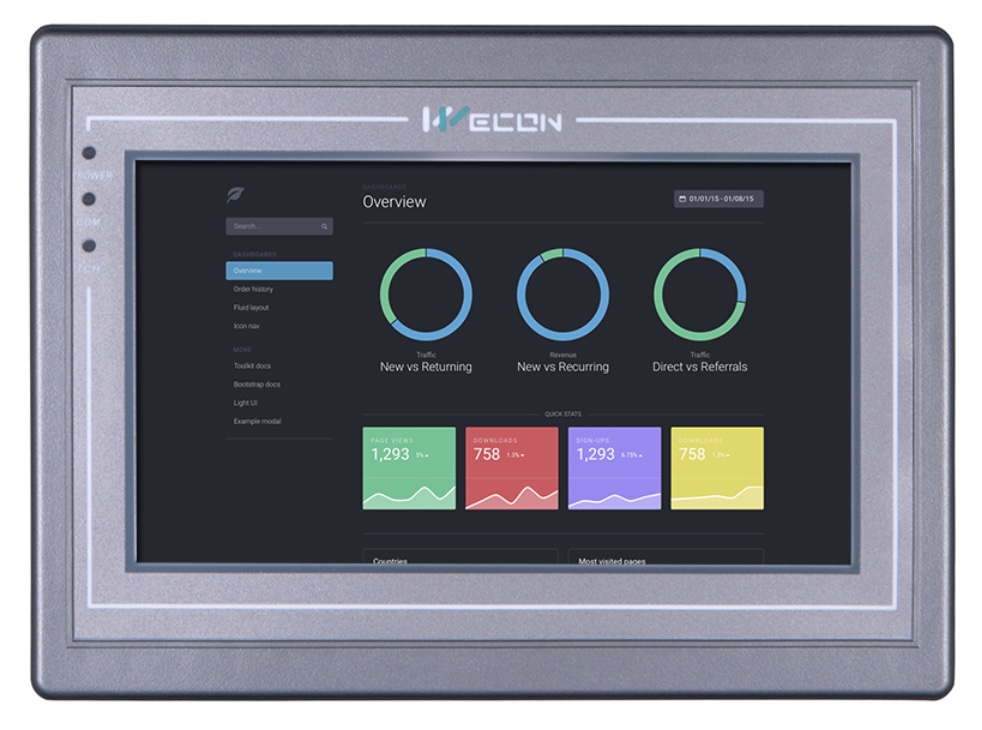 WECON
POWER
COM
TCH
DASHBOARDS
Overview
01/01/15 - 01/08/15
Search...
DASHBOARDS
Overview
Order history
Fluid layout
Icon nav
MORE
Toolkit docs
Bootstrap docs
Light UI
Example modal
Traffic
New vs Returning
Revenue
New vs Recurring
Traffic
Direct vs Referrals
QUICK STATS
PAGE VIEWS
1,293 5%
DOWNLOADS
758 1.3%
SIGN-UPS
1,293 6.75%
DOWNLOADS
758 1.3%
Countries
Most visited pages